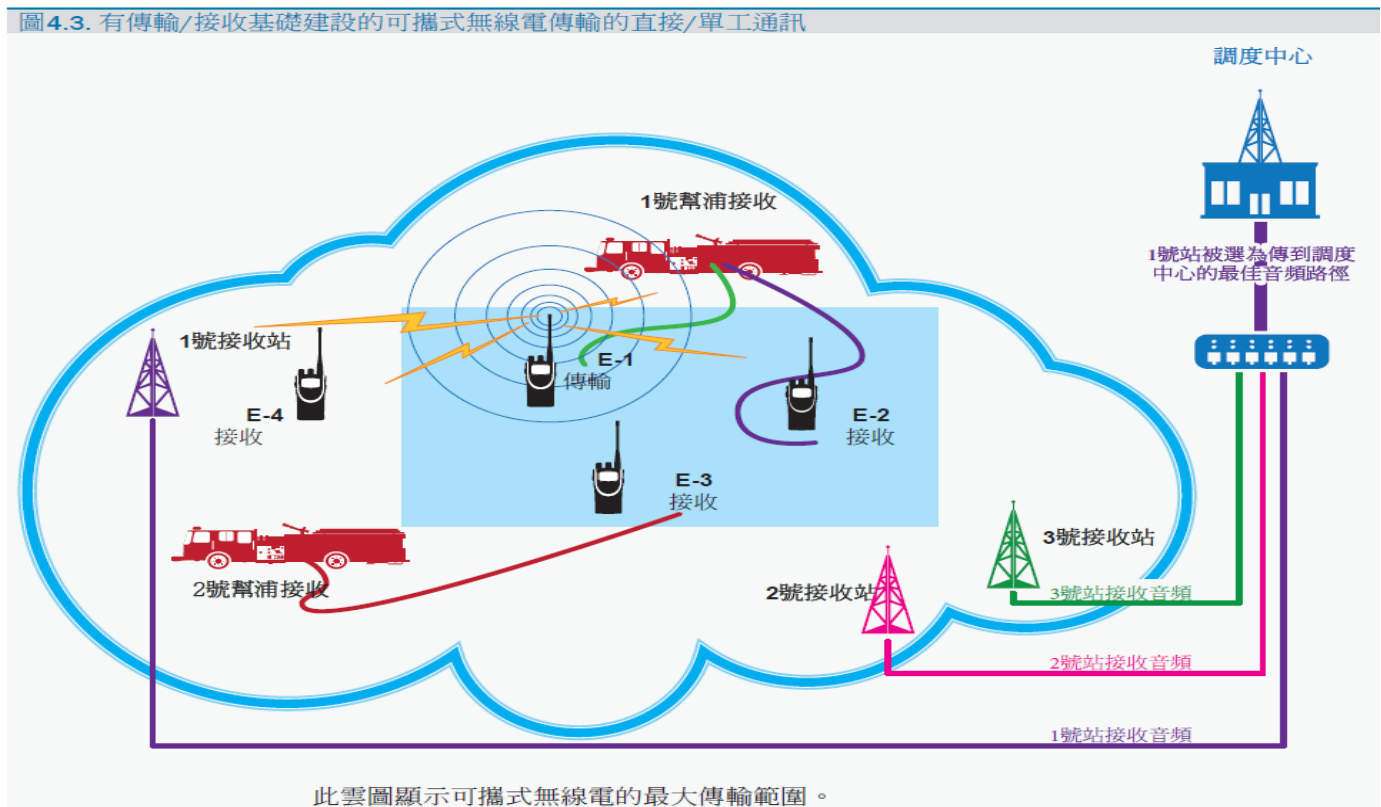 圖4.3. 有傳輸/接收基礎建設的可攜式無線電傳輸的直接/單工通訊
調度中心
1號幫浦接收
1號站被選為傳到調度
中心的最佳音頻路徑
1號接收站
E-1
傳輸
E-4
接收
E-2
接收
E-3
接收
2號幫浦接收
3號接收站
2號接收站
3號站接收音頻
2號站接收音頻
1號站接收音頻
此雲圖顯示可攜式無線電的最大傳輸範圍。